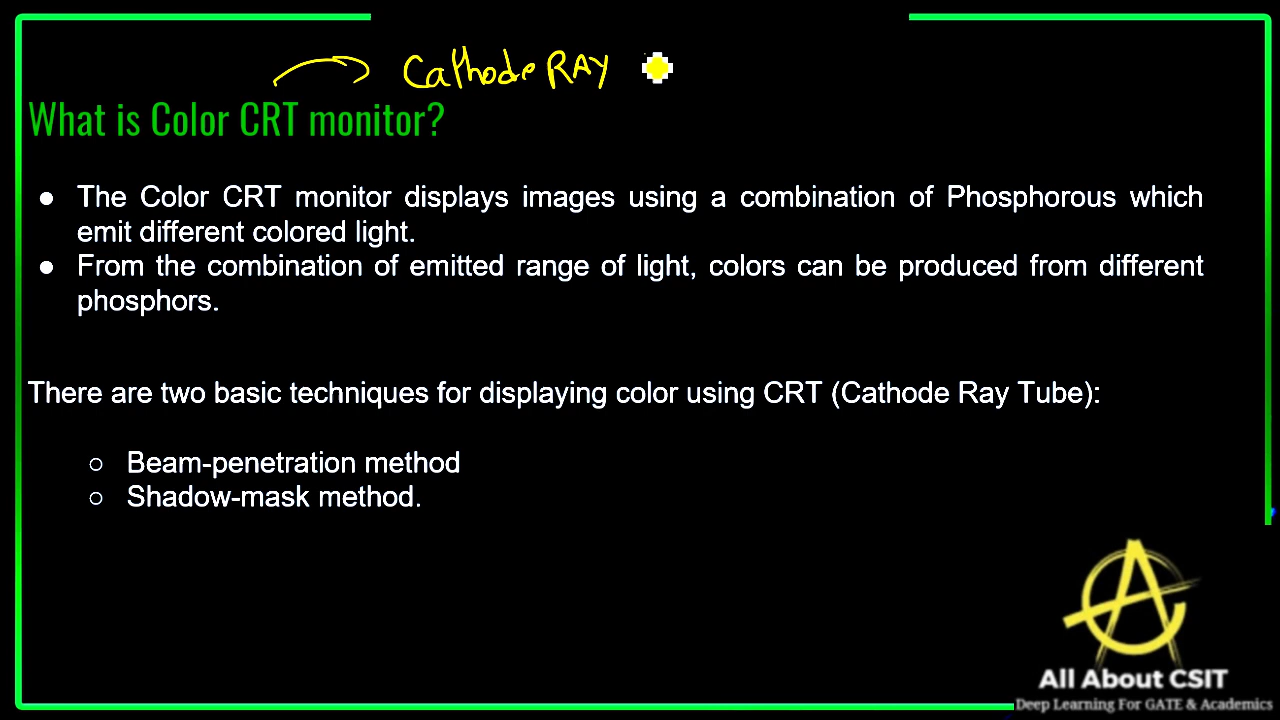 Cathode RAY
What is Color CRT monitor?
● The Color CRT monitor displays images using a combination of Phosphorous which
emit different colored light.
● From the combination of emitted range of light, colors can be produced from different
phosphors.
There are two basic techniques for displaying color using CRT (Cathode Ray Tube):
○ Beam-penetration method
○ Shadow-mask method.
All About CSIT
Deep Learning For GATE & Academics